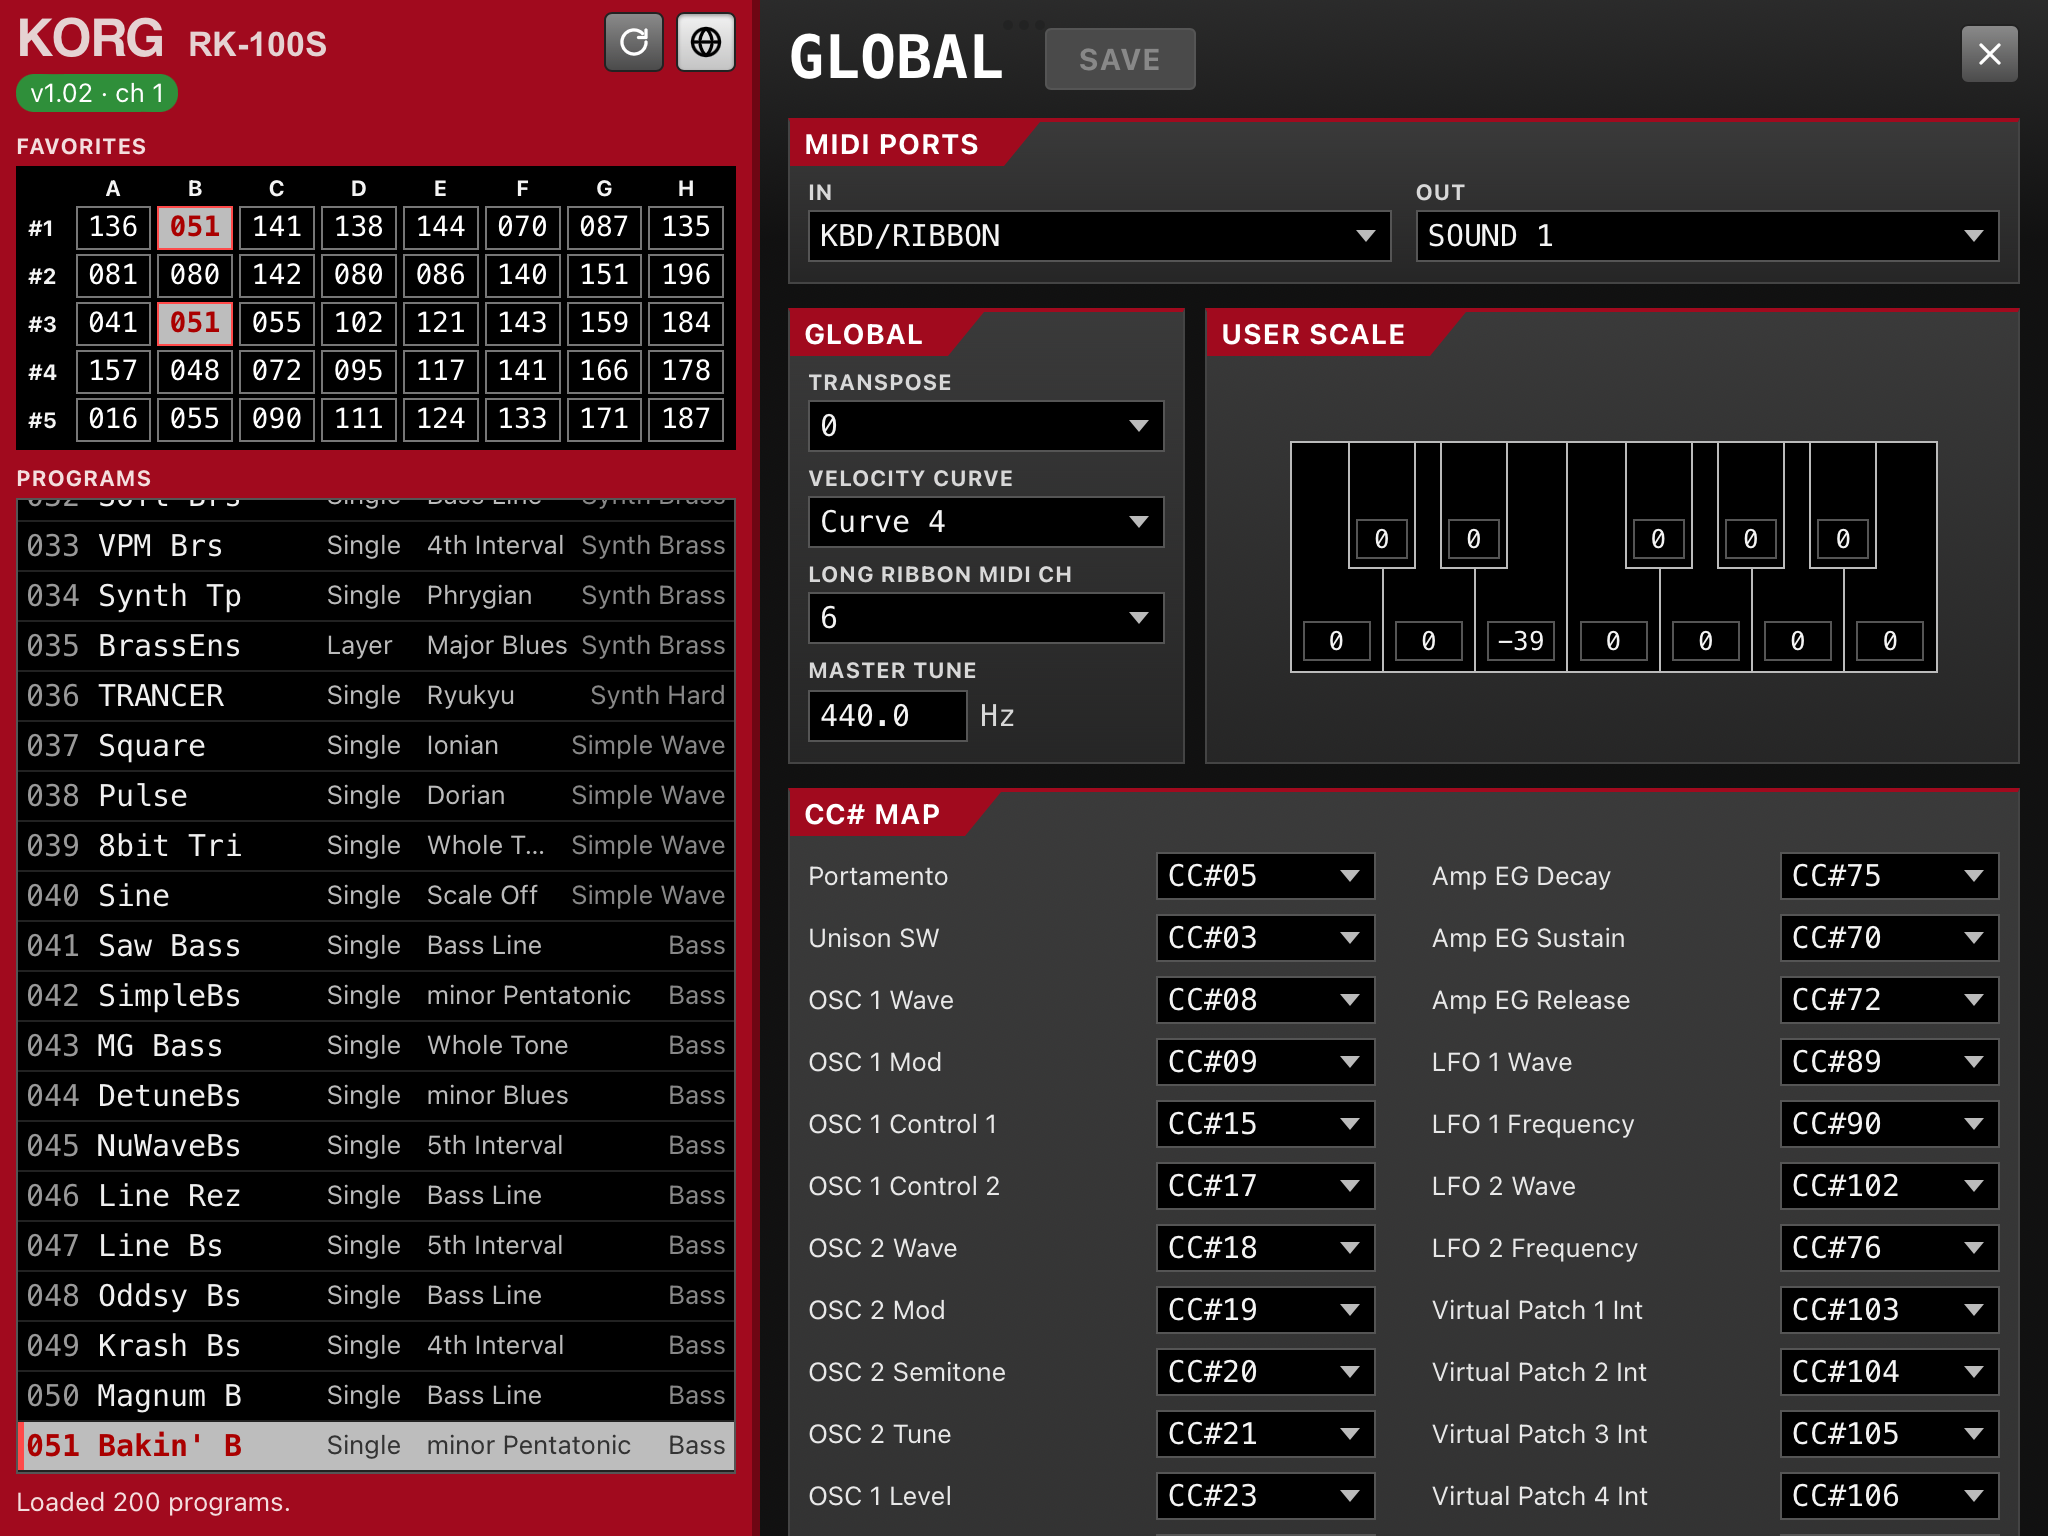 KORG RK-100S
v1.02 · ch 1
FAVORITES
A B C D E F G H
#1 136 051 141 138 144 070 087 135
#2 081 080 142 080 086 140 151 196
#3 041 051 055 102 121 143 159 184
#4 157 048 072 095 117 141 166 178
#5 016 055 090 111 124 133 171 187
PROGRAMS
032 Soft Brs Single Bass Line Synth Brass
033 VPM Brs Single 4th Interval Synth Brass
034 Synth Tp Single Phrygian Synth Brass
035 BrassEns Layer Major Blues Synth Brass
036 TRANCER Single Ryukyu Synth Hard
037 Square Single Ionian Simple Wave
038 Pulse Single Dorian Simple Wave
039 8bit Tri Single Whole T... Simple Wave
040 Sine Single Scale Off Simple Wave
041 Saw Bass Single Bass Line Bass
042 SimpleBs Single minor Pentatonic Bass
043 MG Bass Single Whole Tone Bass
044 DetuneBs Single minor Blues Bass
045 NuWaveBs Single 5th Interval Bass
046 Line Rez Single Bass Line Bass
047 Line Bs Single 5th Interval Bass
048 Oddsy Bs Single Bass Line Bass
049 Krash Bs Single 4th Interval Bass
050 Magnum B Single Bass Line Bass
051 Bakin' B Single minor Pentatonic Bass
Loaded 200 programs.
GLOBAL SAVE
MIDI PORTS
IN OUT
KBD/RIBBON SOUND 1
GLOBAL
TRANSPOSE
0
VELOCITY CURVE
Curve 4
LONG RIBBON MIDI CH
6
MASTER TUNE
440.0 Hz
USER SCALE
0 0 0 0 0
0 0 −39 0 0 0 0
CC# MAP
Portamento CC#05 Amp EG Decay CC#75
Unison SW CC#03 Amp EG Sustain CC#70
OSC 1 Wave CC#08 Amp EG Release CC#72
OSC 1 Mod CC#09 LFO 1 Wave CC#89
OSC 1 Control 1 CC#15 LFO 1 Frequency CC#90
OSC 1 Control 2 CC#17 LFO 2 Wave CC#102
OSC 2 Wave CC#18 LFO 2 Frequency CC#76
OSC 2 Mod CC#19 Virtual Patch 1 Int CC#103
OSC 2 Semitone CC#20 Virtual Patch 2 Int CC#104
OSC 2 Tune CC#21 Virtual Patch 3 Int CC#105
OSC 1 Level CC#23 Virtual Patch 4 Int CC#106